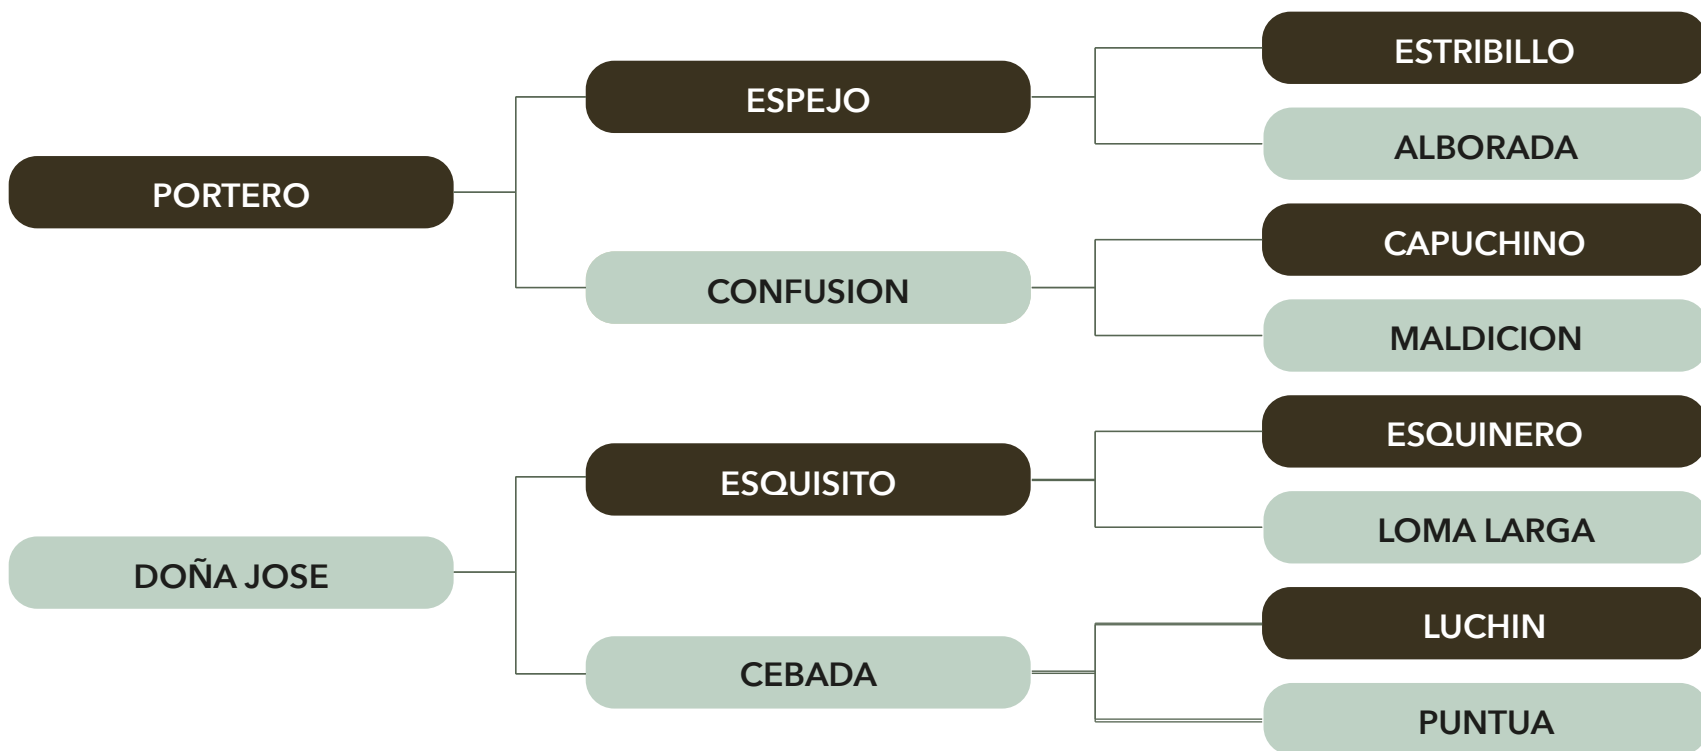 ESTRIBILLO
ESPEJO
ALBORADA
PORTERO
CAPUCHINO
CONFUSION
MALDICION
ESQUINERO
ESQUISITO
LOMA LARGA
DOÑA JOSE
LUCHIN
CEBADA
PUNTUA